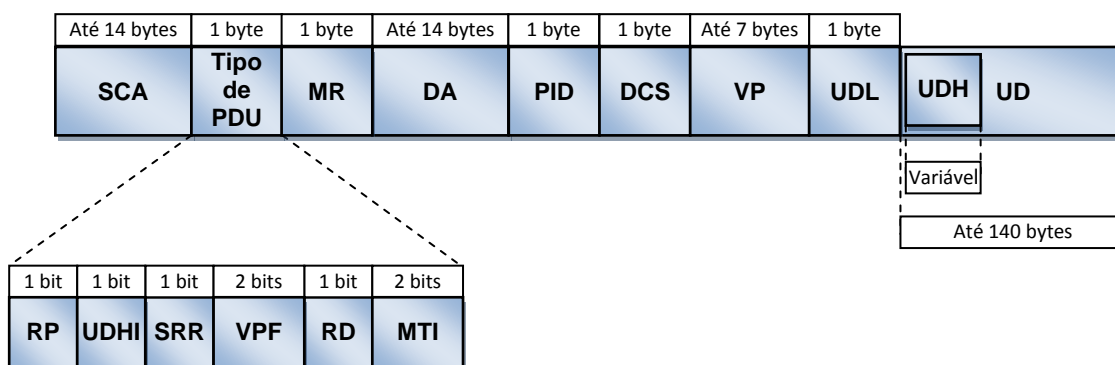 Até 14 bytes 1 byte 1 byte Até 14 bytes 1 byte 1 byte Até 7 bytes 1 byte
SCA Tipo de PDU MR DA PID DCS VP UDL UDH UD
Variável
Até 140 bytes
1 bit 1 bit 1 bit 2 bits 1 bit 2 bits
RP UDHI SRR VPF RD MTI